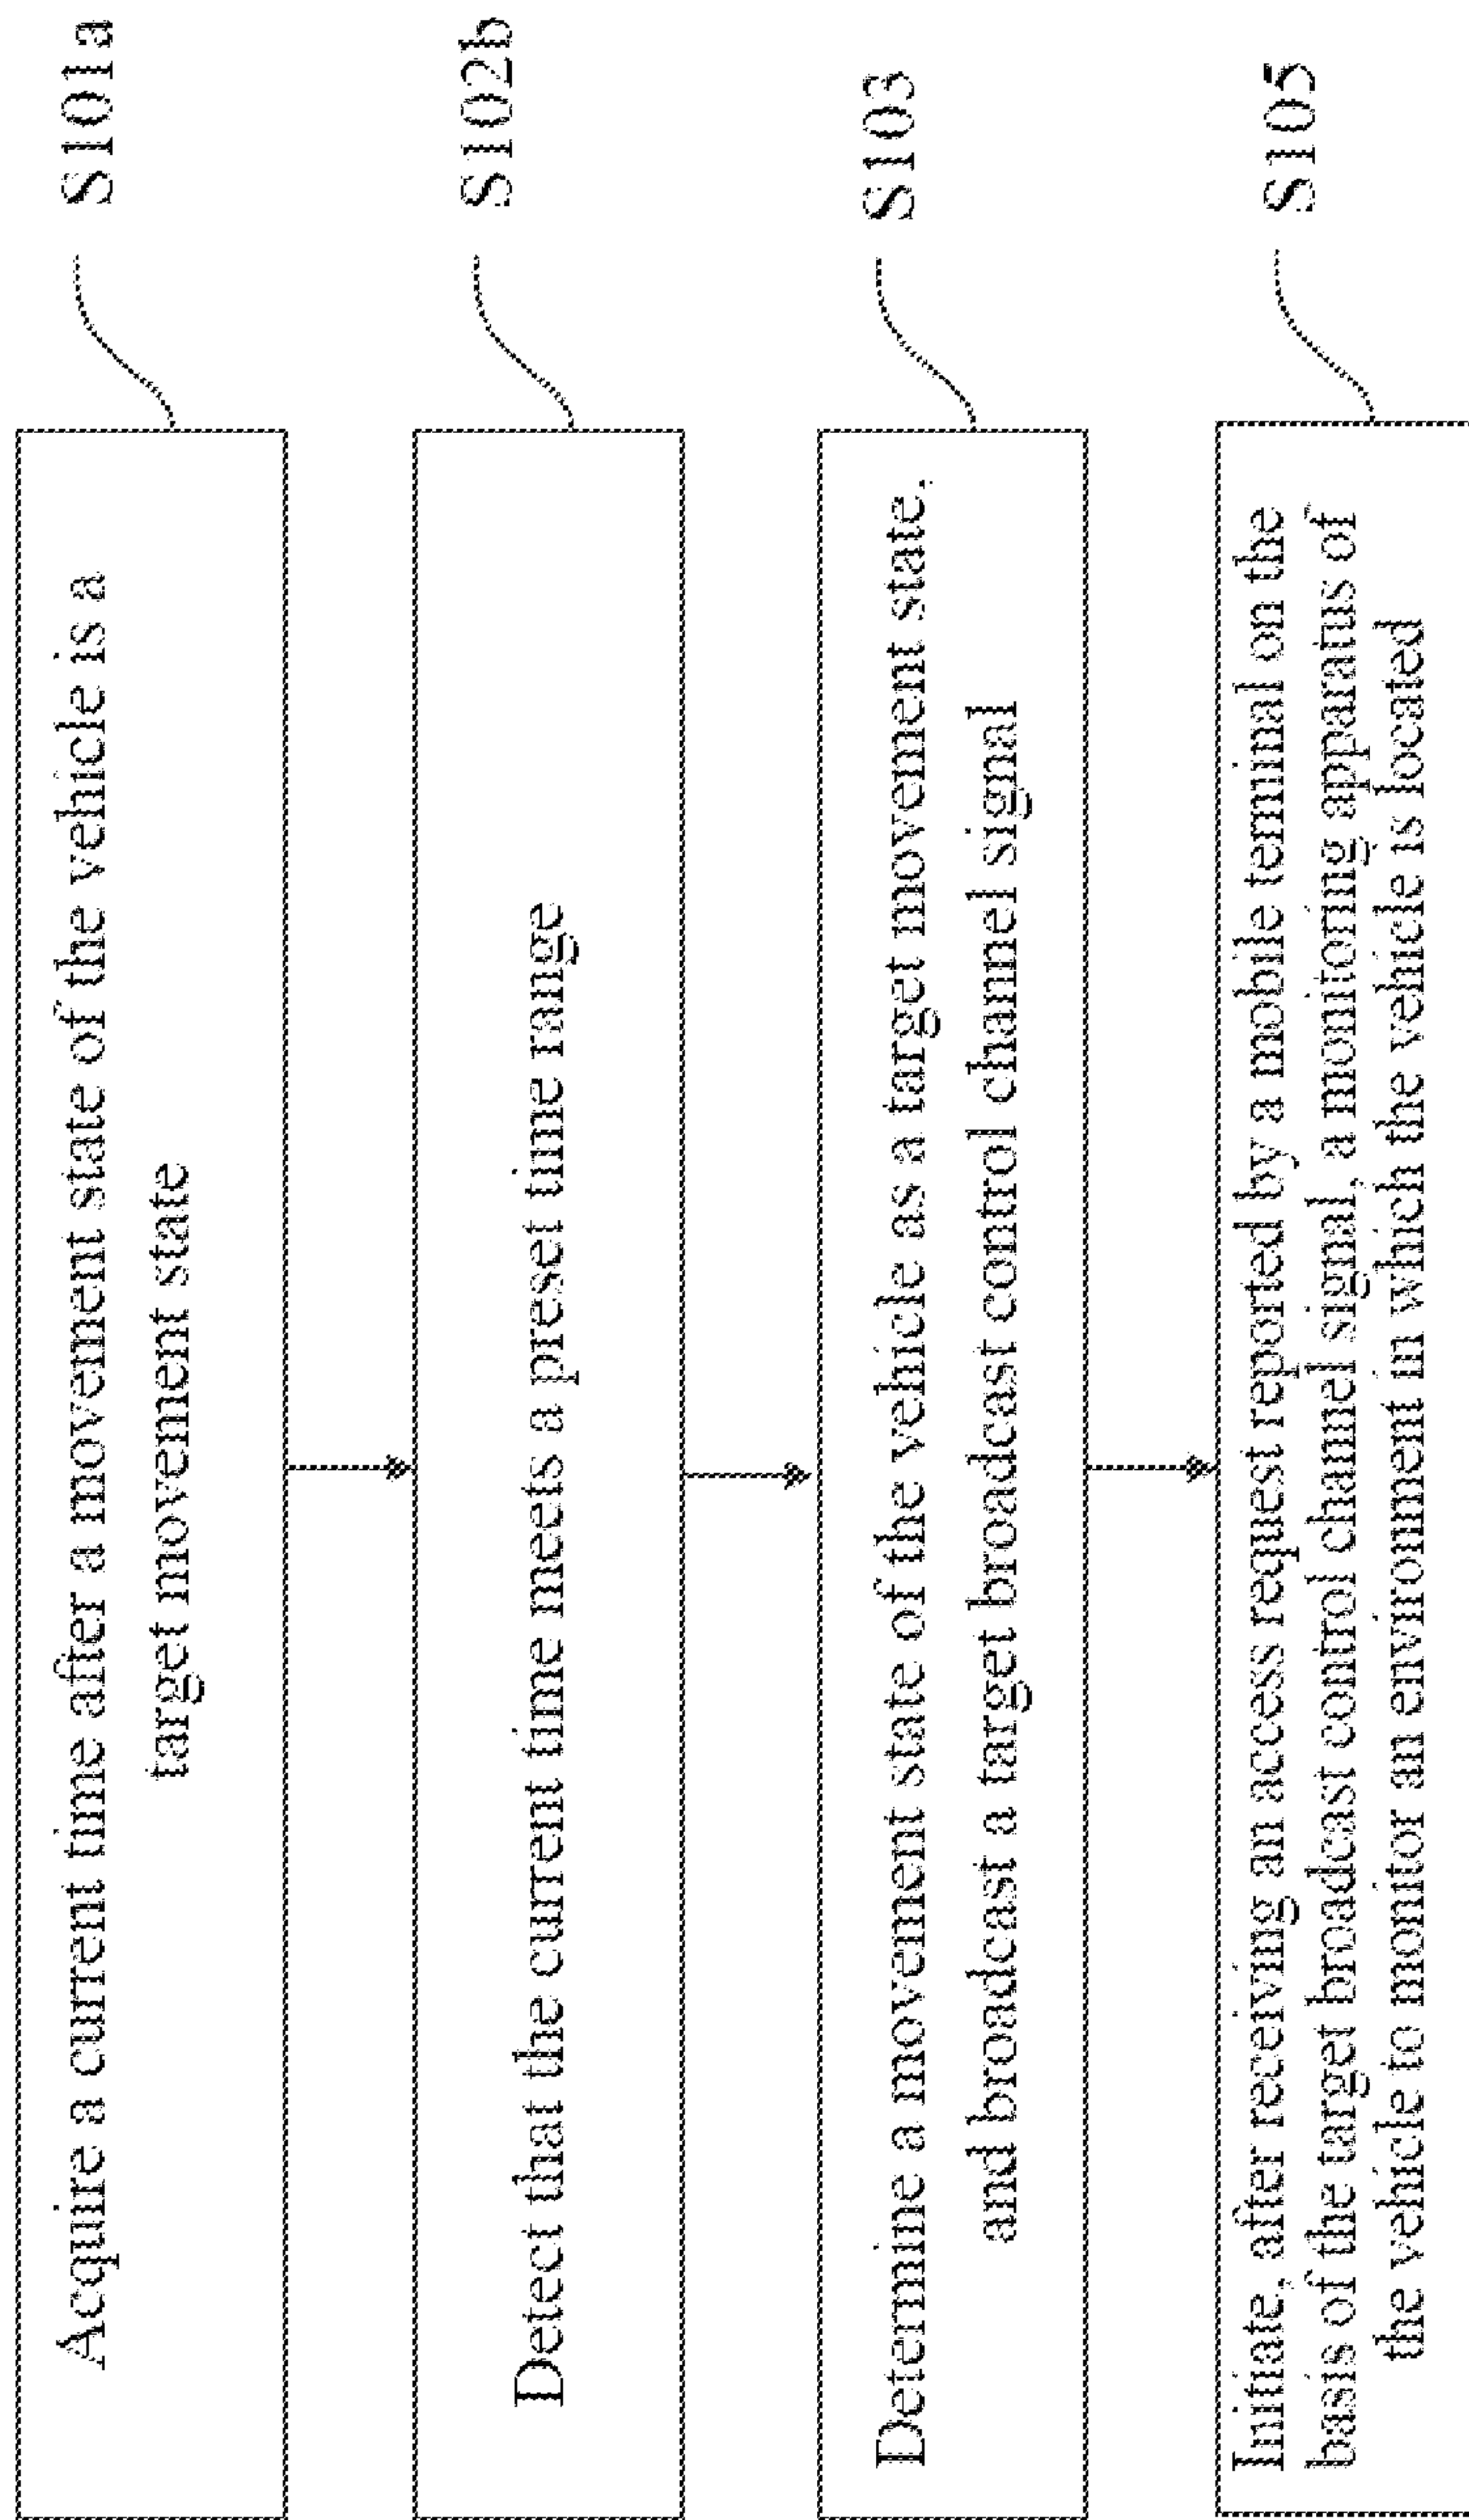 Acquire a current time after a movement state of the vehicle is a
target movement state
S101a
Detect that the current time meets a preset time range
S102b
Determine a movement state of the vehicle as a target movement state,
and broadcast a target broadcast control channel signal
S103
Initiate, after receiving an access request reported by a mobile terminal on the
basis of the target broadcast control channel signal, a monitoring apparatus of
the vehicle to monitor an environment in which the vehicle is located
S105